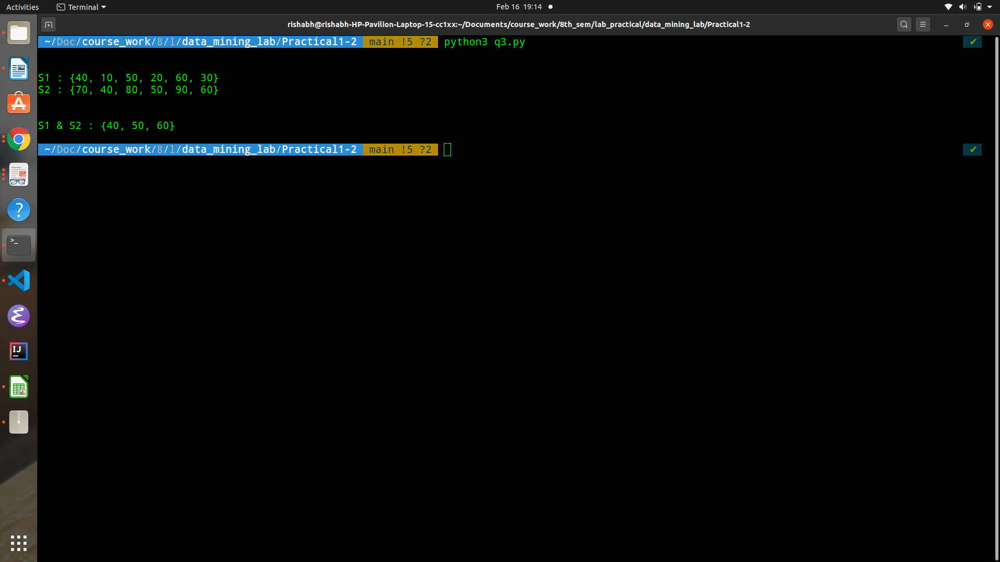 Activities
Terminal
Feb 16 19:14
rishabh@rishabh-HP-Pavilion-Laptop-15-cc1xx:~/Documents/course_work/8th_sem/lab_practical/data_mining_lab/Practical1-2
~/Doc/course_work/8/l/data_mining_lab/Practical1-2 main !5 ?2 python3 q3.py ✔
S1 : {40, 10, 50, 20, 60, 30}
S2 : {70, 40, 80, 50, 90, 60}
S1 & S2 : {40, 50, 60}
~/Doc/course_work/8/l/data_mining_lab/Practical1-2 main !5 ?2 ✔
>_
IJ